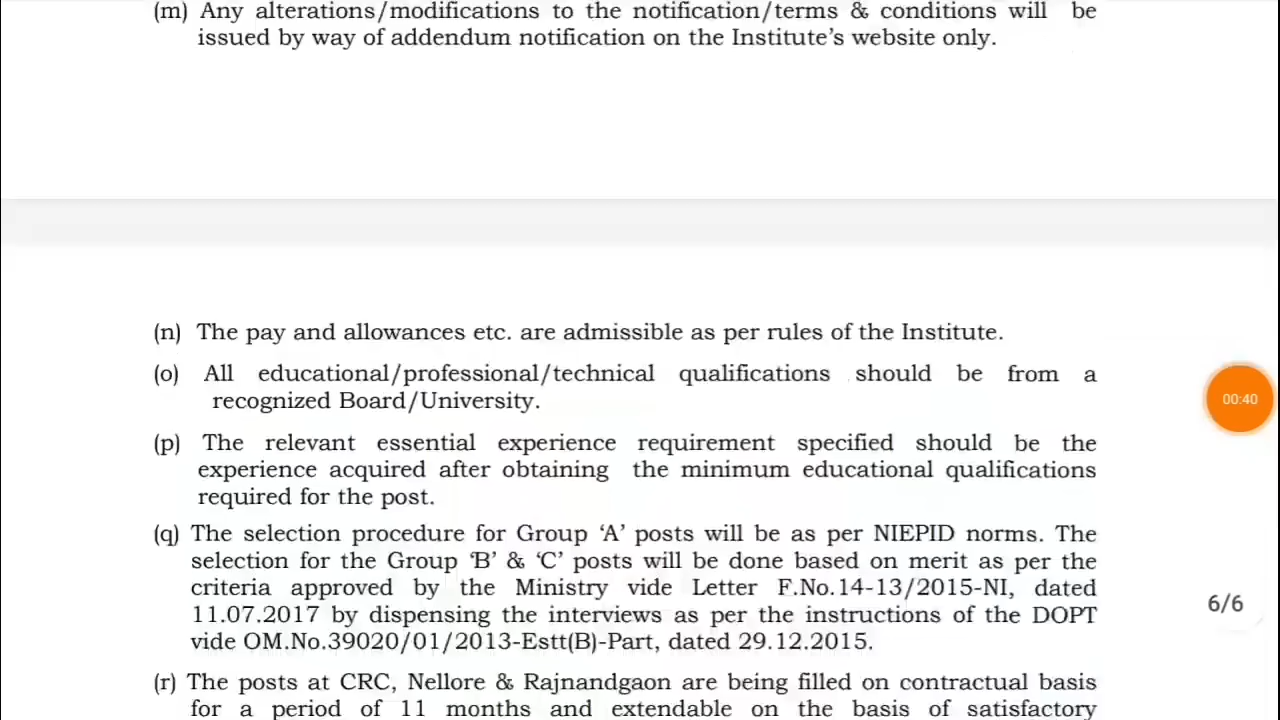 (m) Any alterations/modifications to the notification/terms & conditions will be
issued by way of addendum notification on the Institute’s website only.
(n) The pay and allowances etc. are admissible as per rules of the Institute.
(o) All educational/professional/technical qualifications should be from a
recognized Board/University.
00:40
(p) The relevant essential experience requirement specified should be the
experience acquired after obtaining the minimum educational qualifications
required for the post.
(q) The selection procedure for Group ‘A’ posts will be as per NIEPID norms. The
selection for the Group ‘B’ & ‘C’ posts will be done based on merit as per the
criteria approved by the Ministry vide Letter F.No.14-13/2015-NI, dated
11.07.2017 by dispensing the interviews as per the instructions of the DOPT
vide OM.No.39020/01/2013-Estt(B)-Part, dated 29.12.2015.
6/6
(r) The posts at CRC, Nellore & Rajnandgaon are being filled on contractual basis
for a period of 11 months and extendable on the basis of satisfactory